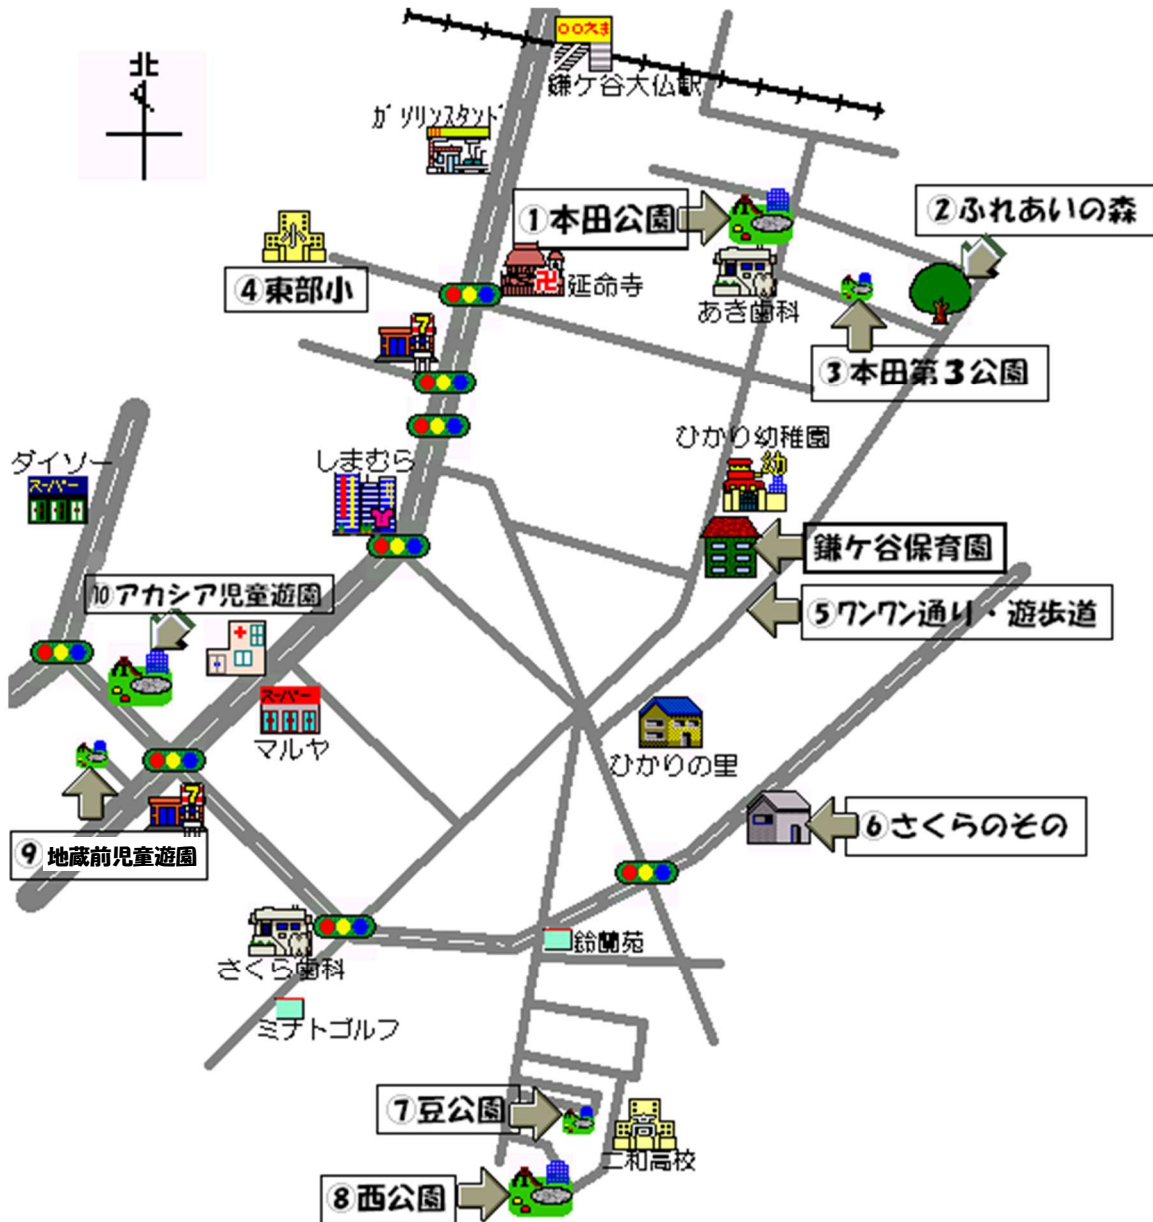 〇〇えき
北
鎌ケ谷大仏駅
ガソリンスタンド
①本田公園
②ふれあいの森
小
④東部小
卍
延命寺
あき歯科
7
③本田第3公園
ひかり幼稚園
幼
ダイソー
スーパー
しまむら
鎌ケ谷保育園
⑩アカシア児童遊園
⑤ワンワン通り・遊歩道
スーパー
マルヤ
ひかりの里
7
⑥さくらのその
⑨地蔵前児童遊園
鈴蘭苑
さくら歯科
ミナトゴルフ
⑦豆公園
高
二和高校
⑧西公園